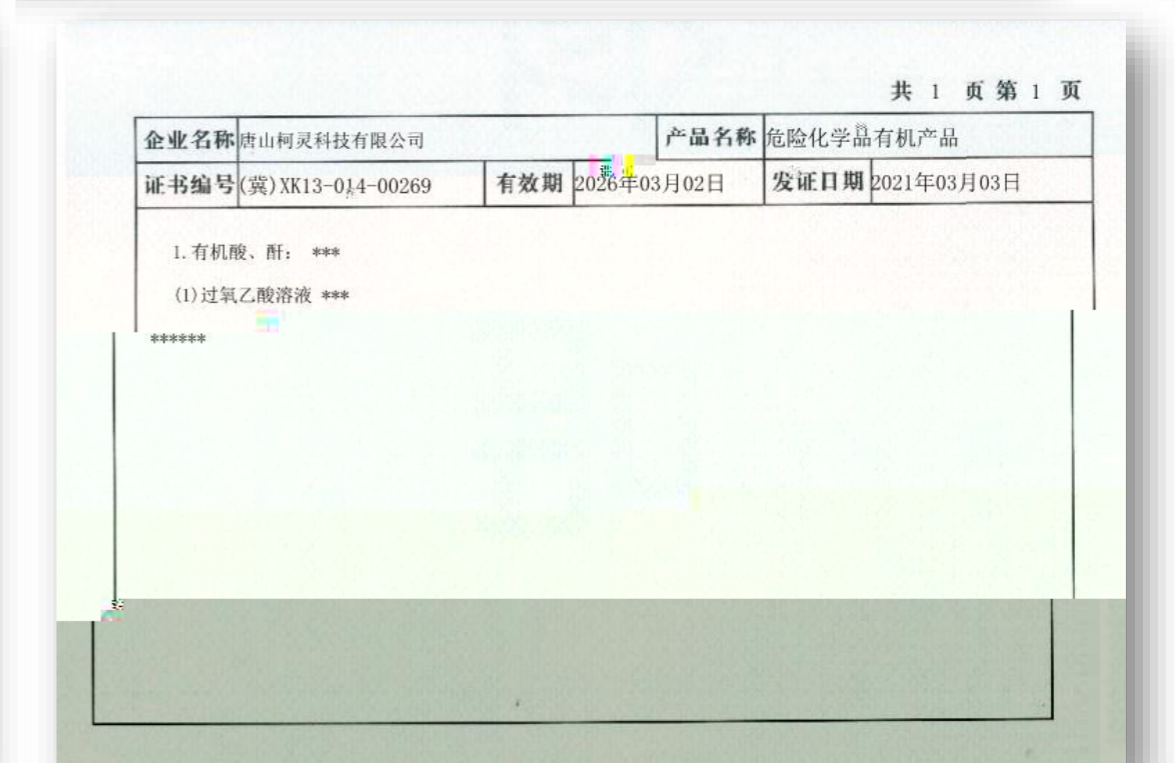 共 1 页 第 1 页
企业名称 唐山柯灵科技有限公司 产品名称 危险化学品有机产品
证书编号 (冀)XK13-014-00269 有效期 2026年03月02日 发证日期 2021年03月03日
1.有机酸、酐: ***
(1)过氧乙酸溶液 ***
******